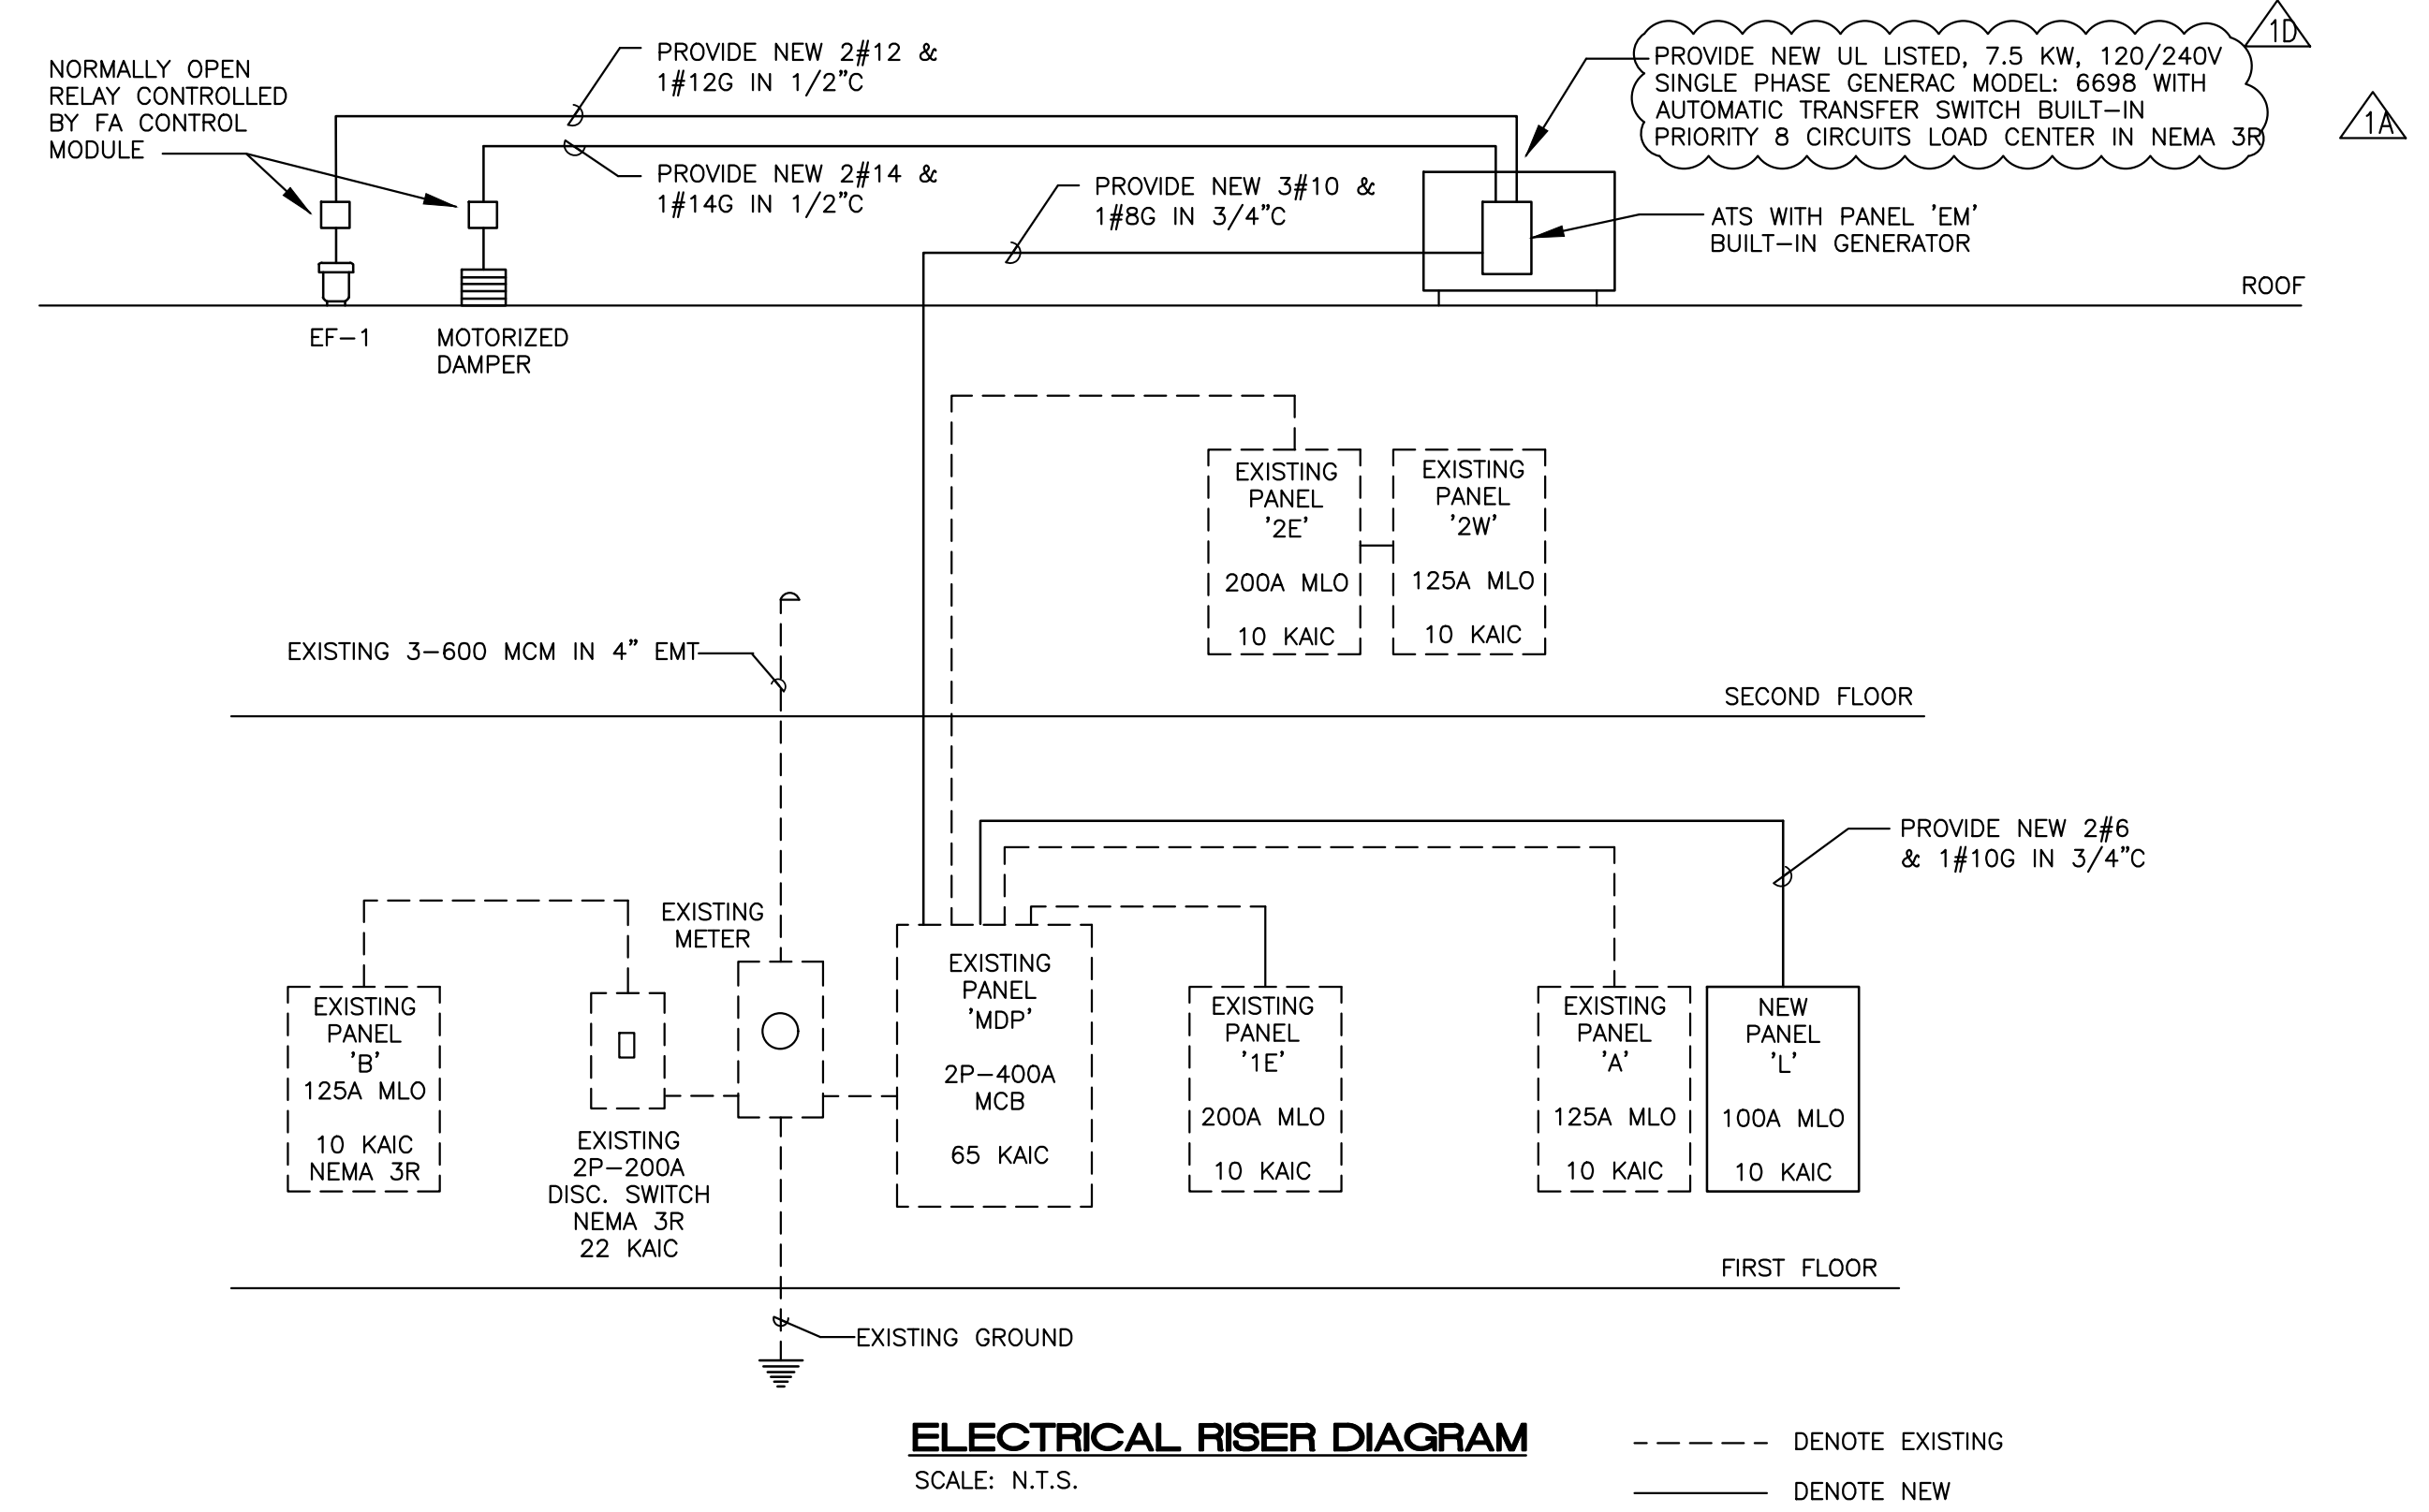 NORMALLY OPEN
RELAY CONTROLLED
BY FA CONTROL
MODULE
PROVIDE NEW 2#12 &
1#12G IN 1/2"C
PROVIDE NEW 2#14 &
1#14G IN 1/2"C
PROVIDE NEW 3#10 &
1#8G IN 3/4"C
PROVIDE NEW UL LISTED, 7.5 KW, 120/240V
SINGLE PHASE GENERAC MODEL: 6698 WITH
AUTOMATIC TRANSFER SWITCH BUILT-IN
PRIORITY 8 CIRCUITS LOAD CENTER IN NEMA 3R
1D
1A
ATS WITH PANEL 'EM'
BUILT-IN GENERATOR
ROOF
EF-1
MOTORIZED
DAMPER
EXISTING
PANEL
'2E'
200A MLO
10 KAIC
EXISTING
PANEL
'2W'
125A MLO
10 KAIC
EXISTING 3-600 MCM IN 4" EMT
SECOND FLOOR
PROVIDE NEW 2#6
& 1#10G IN 3/4"C
EXISTING
METER
EXISTING
PANEL
'B'
125A MLO
10 KAIC
NEMA 3R
EXISTING
2P-200A
DISC. SWITCH
NEMA 3R
22 KAIC
EXISTING
PANEL
'MDP'
2P-400A
MCB
65 KAIC
EXISTING
PANEL
'1E'
200A MLO
10 KAIC
EXISTING
PANEL
'A'
125A MLO
10 KAIC
NEW
PANEL
'L'
100A MLO
10 KAIC
FIRST FLOOR
EXISTING GROUND
ELECTRICAL RISER DIAGRAM
SCALE: N.T.S.
DENOTE EXISTING
DENOTE NEW